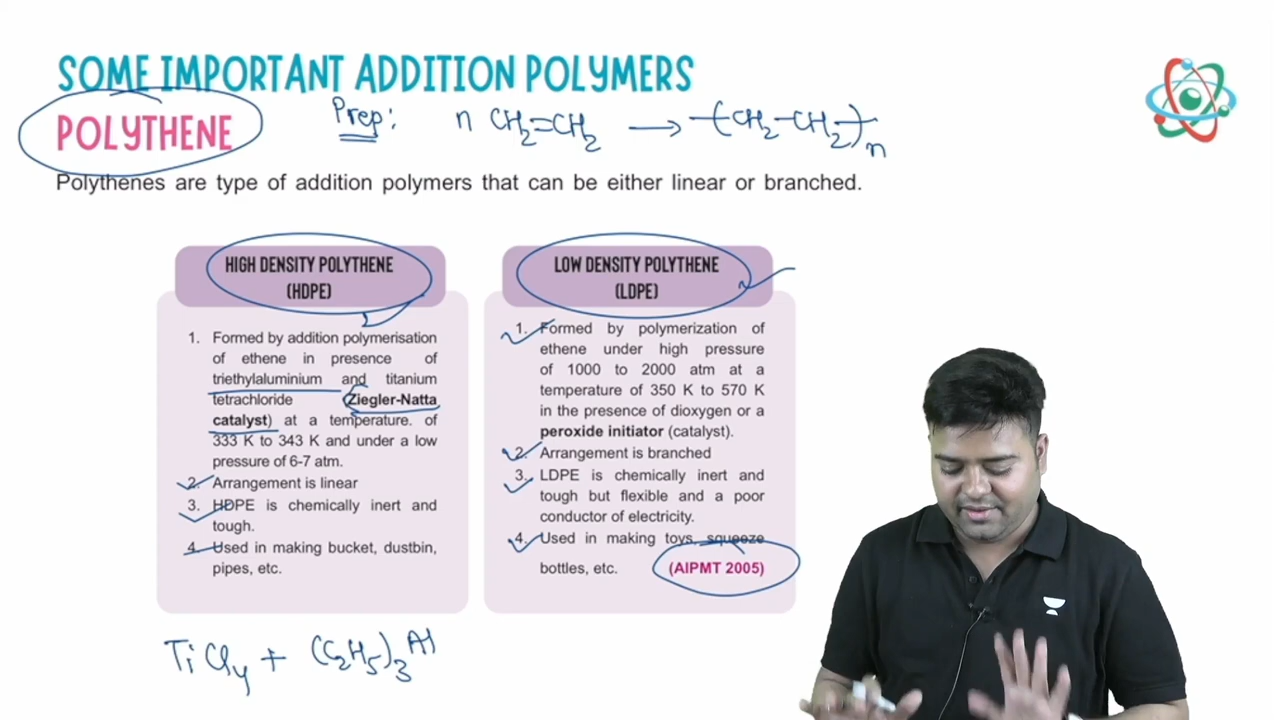 SOME IMPORTANT ADDITION POLYMERS
POLYTHENE
Prep: n CH2=CH2 → -(CH2-CH2)-n
Polythenes are type of addition polymers that can be either linear or branched.
HIGH DENSITY POLYTHENE
(HDPE)
1. Formed by addition polymerisation
of ethene in presence of
triethylaluminium and titanium
tetrachloride (Ziegler-Natta
catalyst) at a temperature. of
333 K to 343 K and under a low
pressure of 6-7 atm.
2. Arrangement is linear
3. HDPE is chemically inert and
tough.
4. Used in making bucket, dustbin,
pipes, etc.
LOW DENSITY POLYTHENE
(LDPE)
1. Formed by polymerization of
ethene under high pressure
of 1000 to 2000 atm at a
temperature of 350 K to 570 K
in the presence of dioxygen or a
peroxide initiator (catalyst).
2. Arrangement is branched
3. LDPE is chemically inert and
tough but flexible and a poor
conductor of electricity.
4. Used in making toys, squeeze
bottles, etc. (AIPMT 2005)
TiCl4 + (C2H5)3Al